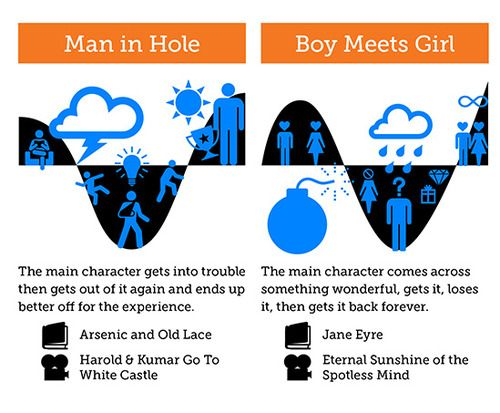 Man in Hole
The main character gets into trouble
then gets out of it again and ends up
better off for the experience.
Arsenic and Old Lace
Harold & Kumar Go To
White Castle
Boy Meets Girl
?
The main character comes across
something wonderful, gets it, loses
it, then gets it back forever.
Jane Eyre
Eternal Sunshine of the
Spotless Mind